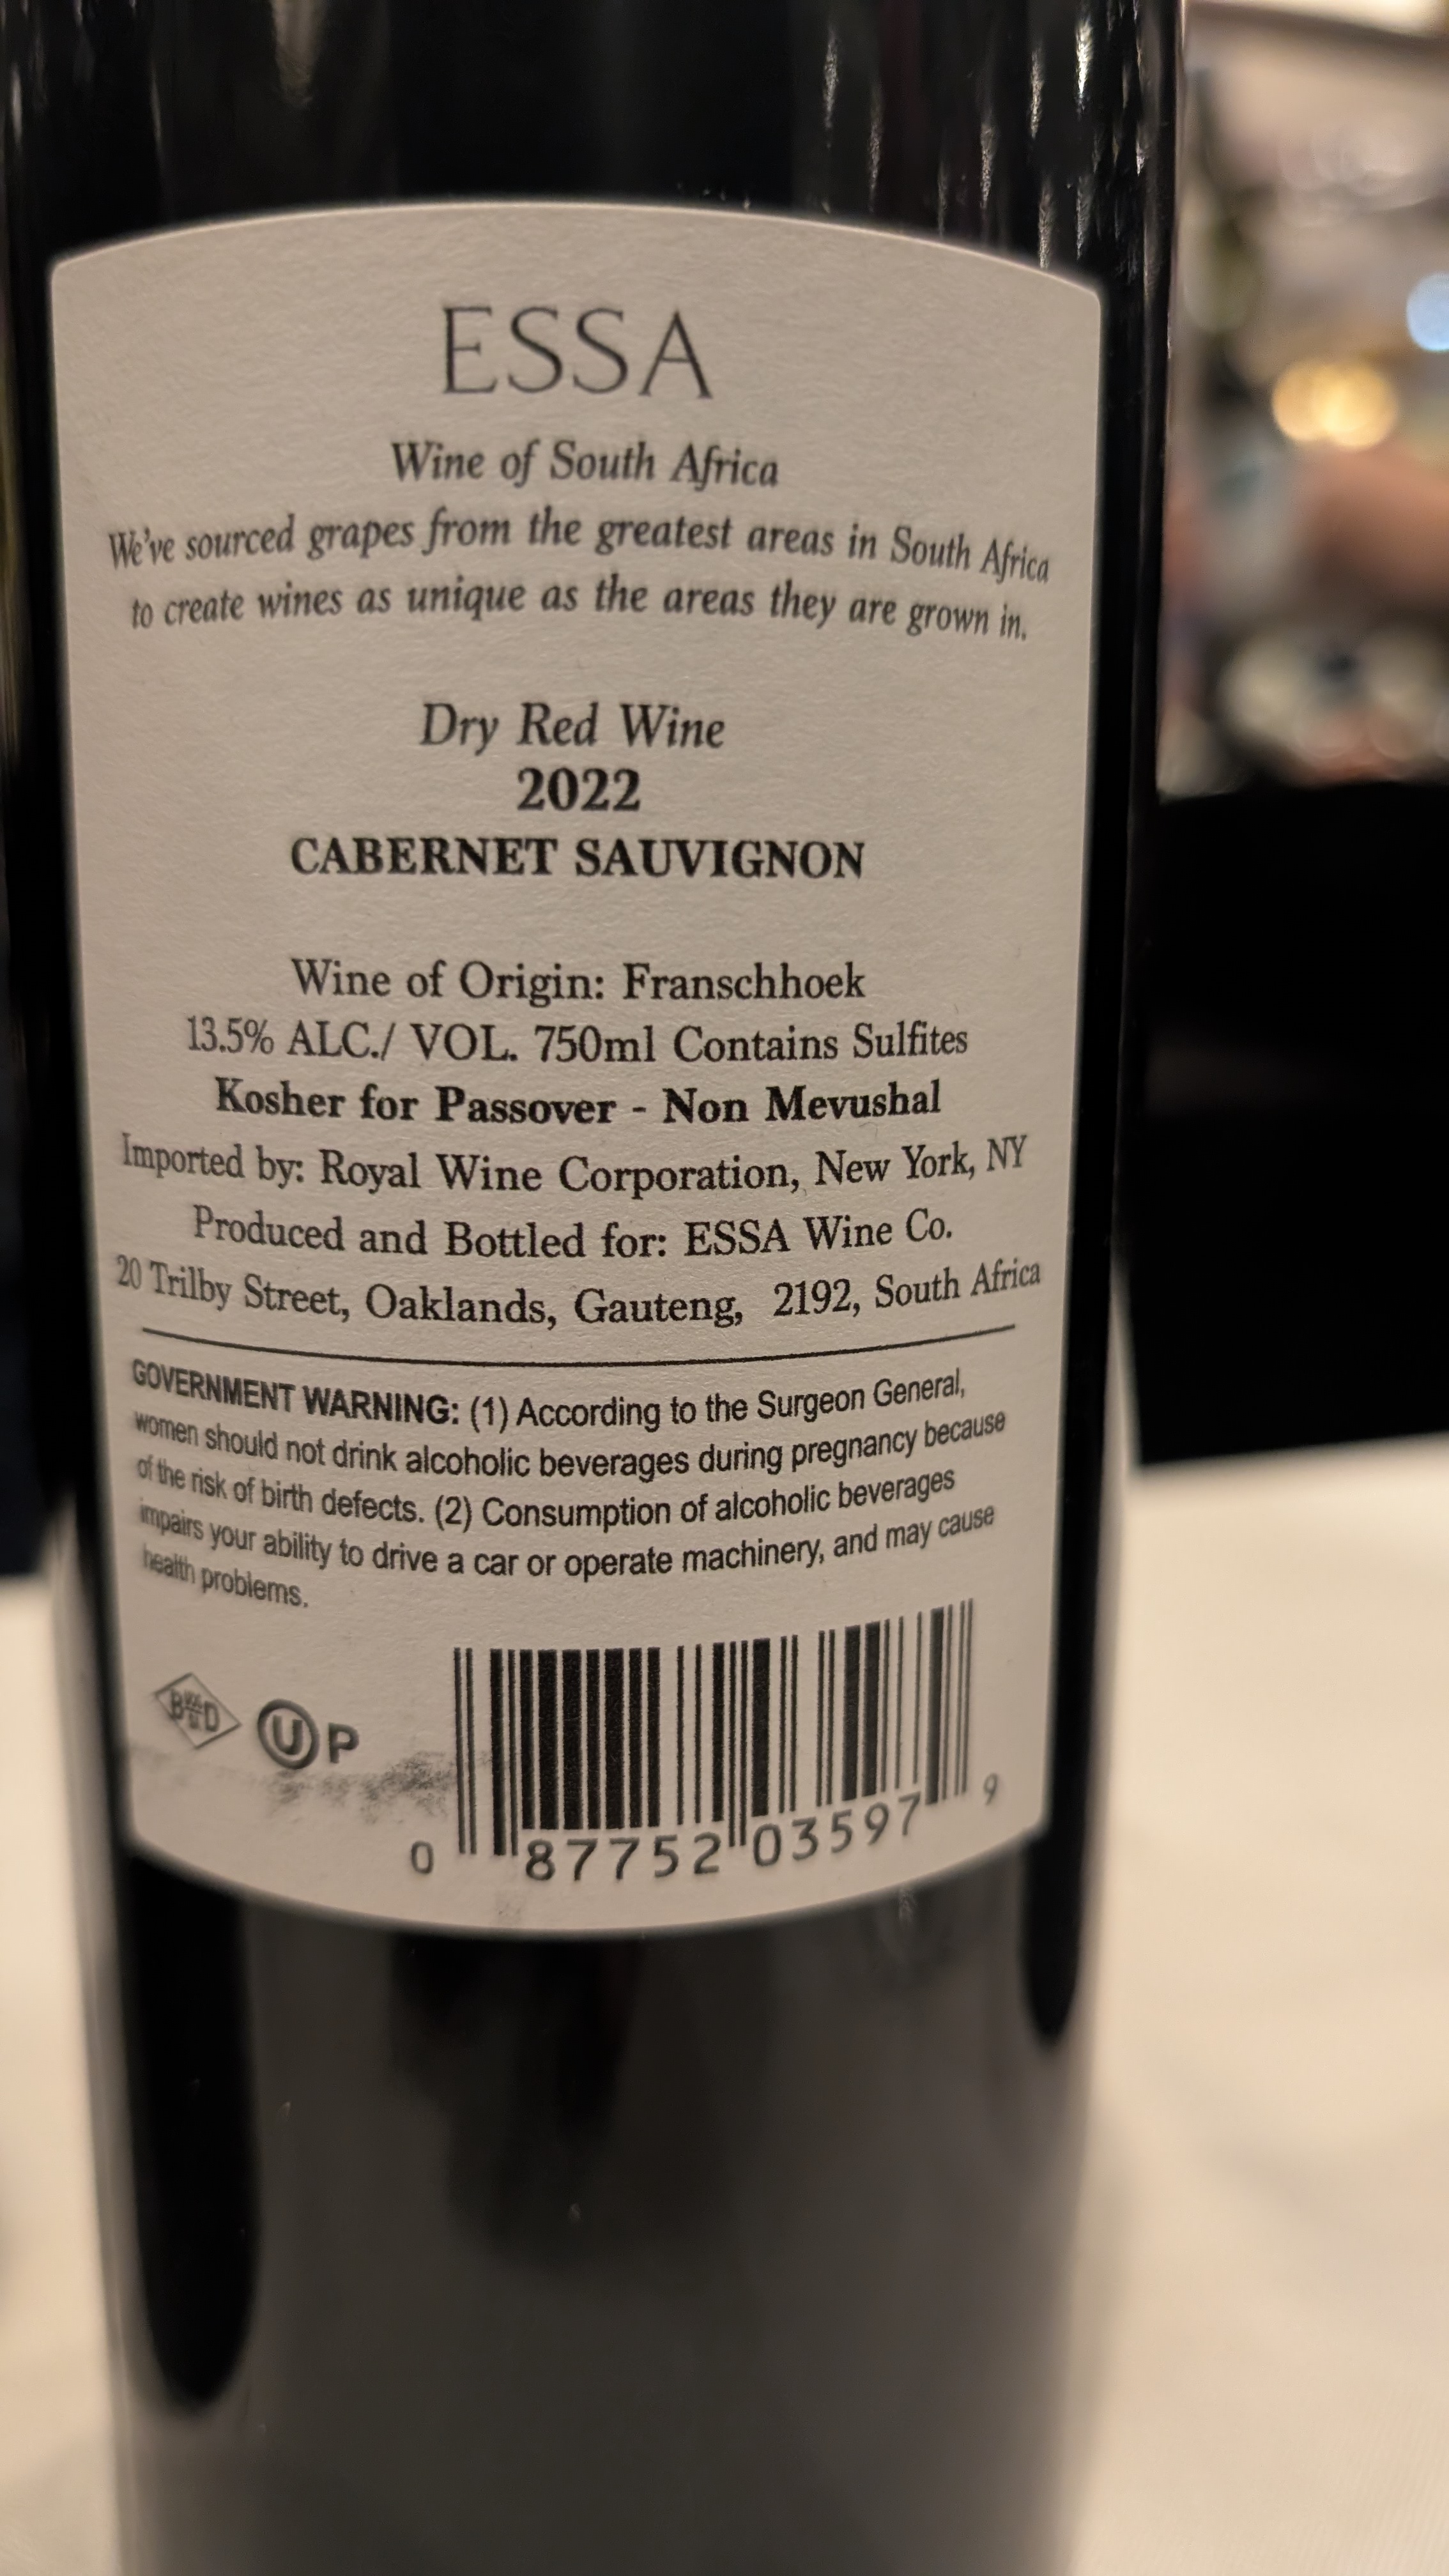 ESSA
Wine of South Africa
We've sourced grapes from the greatest areas in South Africa
to create wines as unique as the areas they are grown in.
Dry Red Wine
2022
CABERNET SAUVIGNON
Wine of Origin: Franschhoek
13.5% ALC./ VOL. 750ml Contains Sulfites
Kosher for Passover - Non Mevushal
Imported by: Royal Wine Corporation, New York, NY
Produced and Bottled for: ESSA Wine Co.
20 Trilby Street, Oaklands, Gauteng, 2192, South Africa
GOVERNMENT WARNING: (1) According to the Surgeon General,
women should not drink alcoholic beverages during pregnancy because
of the risk of birth defects. (2) Consumption of alcoholic beverages
impairs your ability to drive a car or operate machinery, and may cause
health problems.
B D
U P
0 87752 03597 9